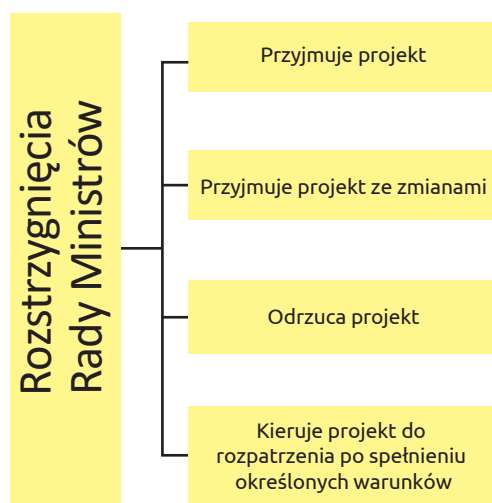 Rozstrzygnięcia
Rady Ministrów
Przyjmuje projekt
Przyjmuje projekt ze zmianami
Odrzuca projekt
Kieruje projekt do
rozpatrzenia po spełnieniu
określonych warunków